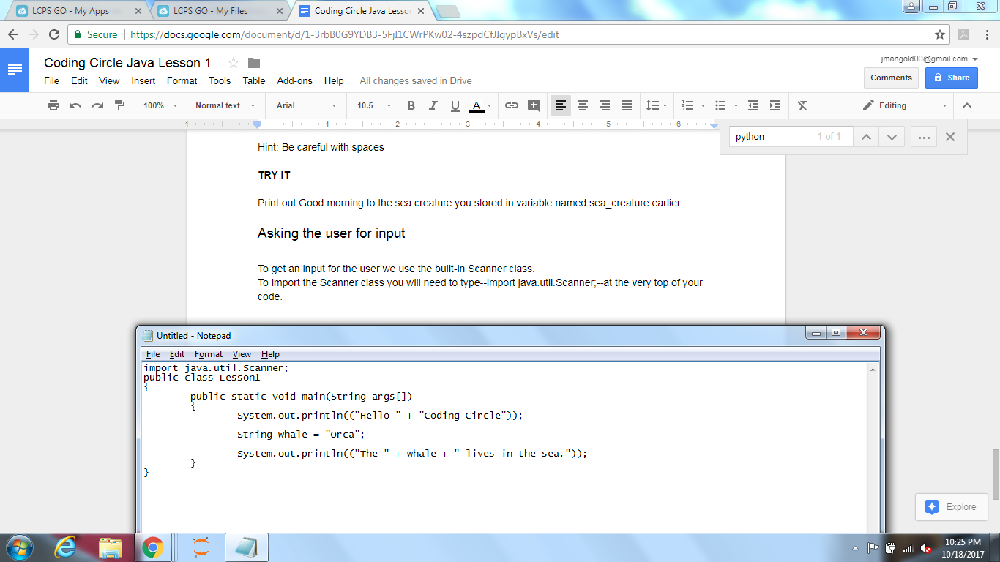 LCPS GO - My Apps
LCPS GO - My Files
Coding Circle Java Lesso
Secure
https://docs.google.com/document/d/1-3rbB0G9YDB3-5FjI1CWrPKw02-4szpdCfJIgypBxVs/edit
Coding Circle Java Lesson 1
jmangold00@gmail.com
File Edit View Insert Format Tools Table Add-ons Help All changes saved in Drive
Comments
Share
100% Normal text Arial 10.5 B I U A Editing
1 1 2 3 4 5 6
python 1 of 1
Hint: Be careful with spaces
TRY IT
Print out Good morning to the sea creature you stored in variable named sea_creature earlier.
Asking the user for input
To get an input for the user we use the built-in Scanner class.
To import the Scanner class you will need to type--import java.util.Scanner;--at the very top of your
code.
Untitled - Notepad
File Edit Format View Help
import java.util.Scanner;
public class Lesson1
{
public static void main(String args[])
{
System.out.println(("Hello " + "Coding Circle"));
String whale = "Orca";
System.out.println(("The " + whale + " lives in the sea."));
}
}
Explore
10:25 PM
10/18/2017